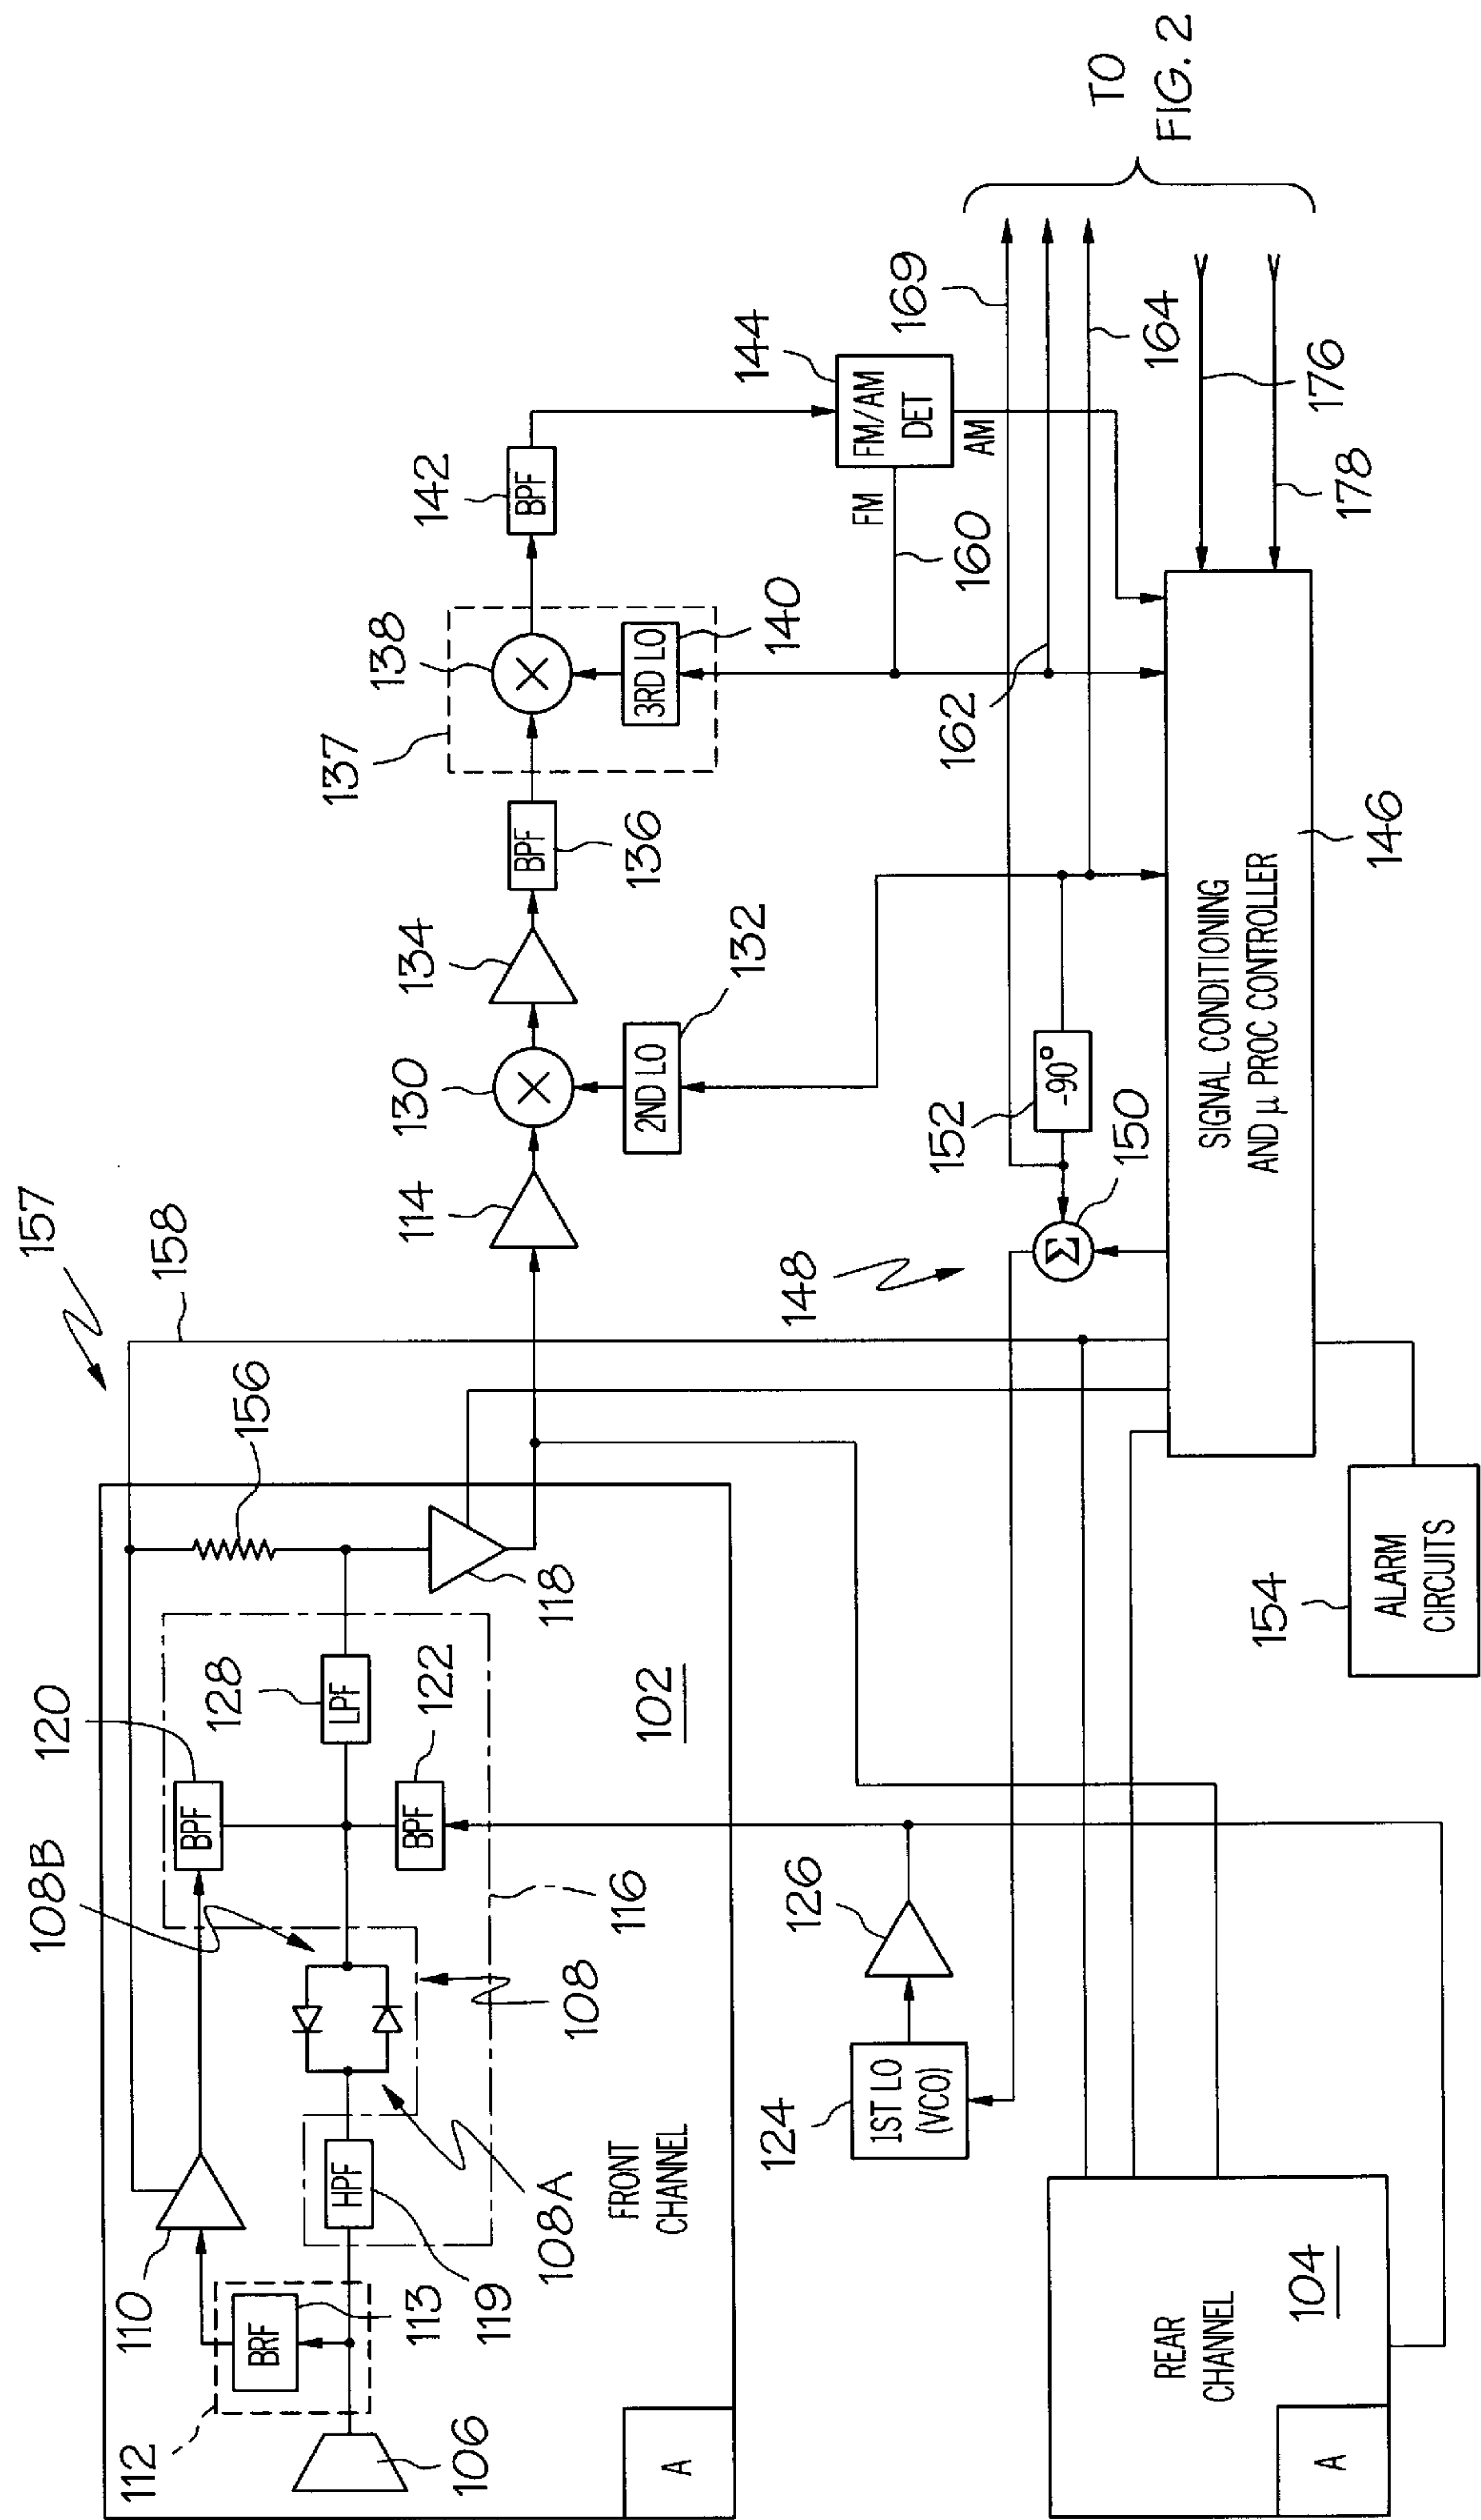 157
158
120
108B
128
156
110
BPF
LPF
BRF
113
HPF
119
108A
BPF
122
118
112
106
108
116
102
FRONT
CHANNEL
A
114
130
134
BPF
136
137
138
BPF
142
2ND LO
132
3RD LO
140
144
FM/AM
DET
FM
AM
160
169
162
164
TO
FIG. 2
176
178
148
152
-90°
150
Σ
124
1ST LO
(VCO)
126
SIGNAL CONDITIONING
AND μ PROC CONTROLLER
146
154
ALARM
CIRCUITS
REAR
CHANNEL
104
A